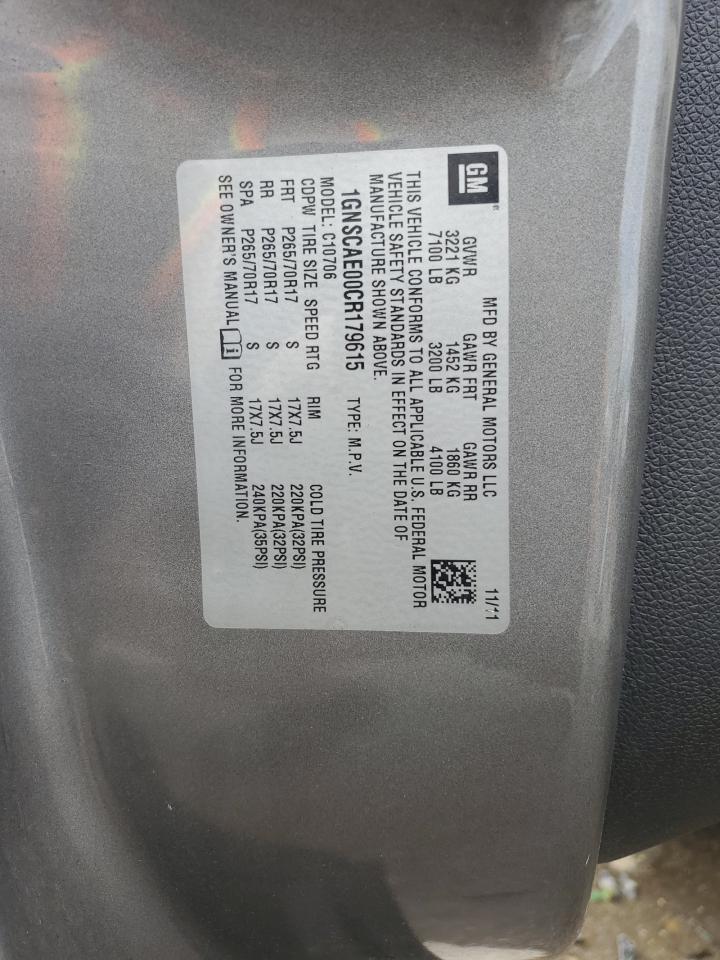 GM
MFD BY GENERAL MOTORS LLC 11/11
GVWR GAWR FRT GAWR RR
3221 KG 1452 KG 1860 KG
7100 LB 3200 LB 4100 LB
THIS VEHICLE CONFORMS TO ALL APPLICABLE U.S. FEDERAL MOTOR
VEHICLE SAFETY STANDARDS IN EFFECT ON THE DATE OF
MANUFACTURE SHOWN ABOVE.
1GNSCAE00CR179615 TYPE: M.P.V.
MODEL: C10706
CDPW TIRE SIZE SPEED RTG RIM COLD TIRE PRESSURE
FRT P265/70R17 S 17X7.5J 220KPA(32PSI)
RR P265/70R17 S 17X7.5J 220KPA(32PSI)
SPA P265/70R17 S 17X7.5J 240KPA(35PSI)
SEE OWNER'S MANUAL i FOR MORE INFORMATION.